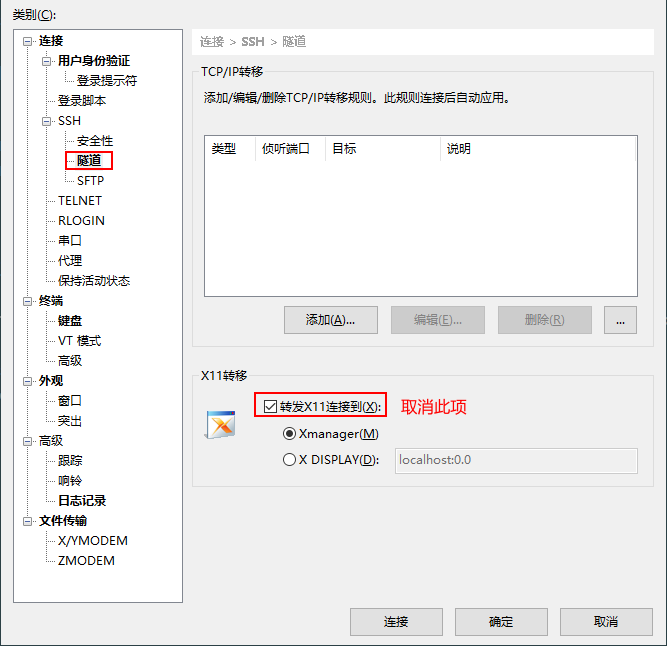 类别(C):
连接
用户身份验证
登录提示符
登录脚本
SSH
安全性
隧道
SFTP
TELNET
RLOGIN
串口
代理
保持活动状态
终端
键盘
VT 模式
高级
外观
窗口
突出
高级
跟踪
响铃
日志记录
文件传输
X/YMODEM
ZMODEM
连接 > SSH > 隧道
TCP/IP转移
添加/编辑/删除TCP/IP转移规则。此规则连接后自动应用。
类型 侦听端口 目标 说明
添加(A)... 编辑(E)... 删除(R) ...
X11转移
转发X11连接到(X): 取消此项
Xmanager(M)
X DISPLAY(D): localhost:0.0
连接 确定 取消